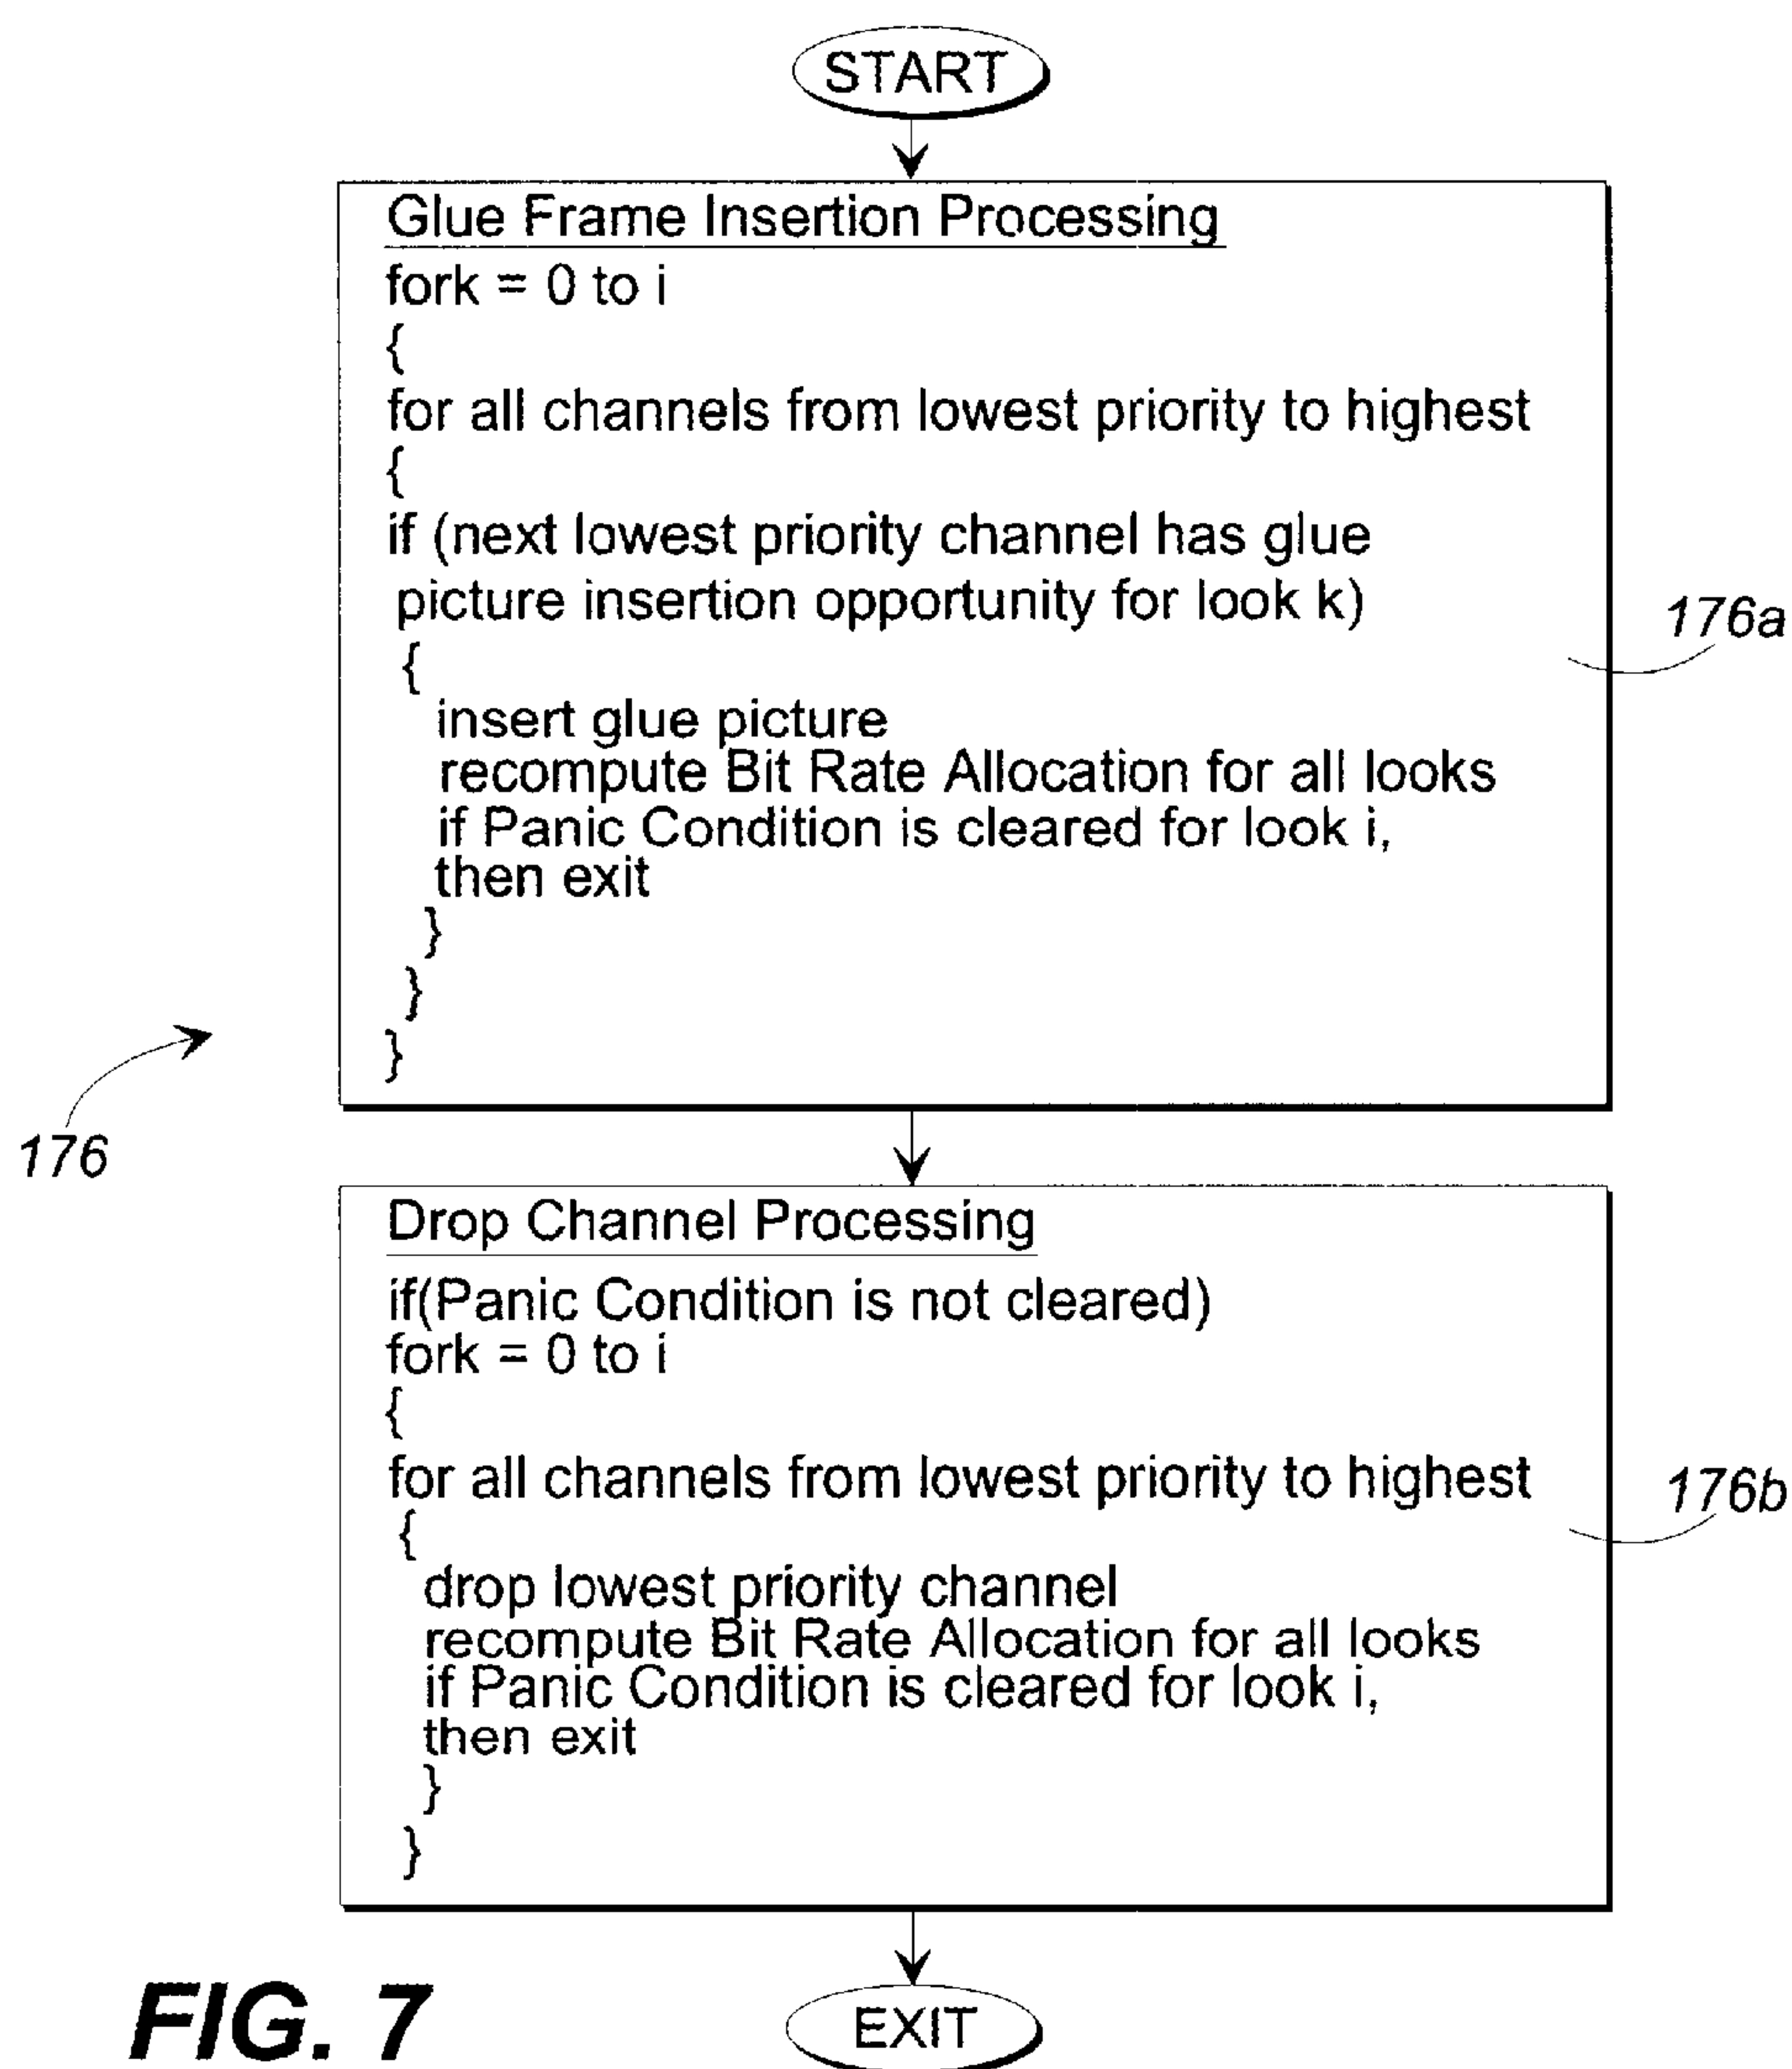 START
Glue Frame Insertion Processing
fork = 0 to i
{
for all channels from lowest priority to highest
{
if (next lowest priority channel has glue
picture insertion opportunity for look k)
{
insert glue picture
recompute Bit Rate Allocation for all looks
if Panic Condition is cleared for look i,
then exit
}
}
}
176a
176
Drop Channel Processing
if(Panic Condition is not cleared)
fork = 0 to i
{
for all channels from lowest priority to highest
{
drop lowest priority channel
recompute Bit Rate Allocation for all looks
if Panic Condition is cleared for look i,
then exit
}
}
176b
EXIT
FIG. 7